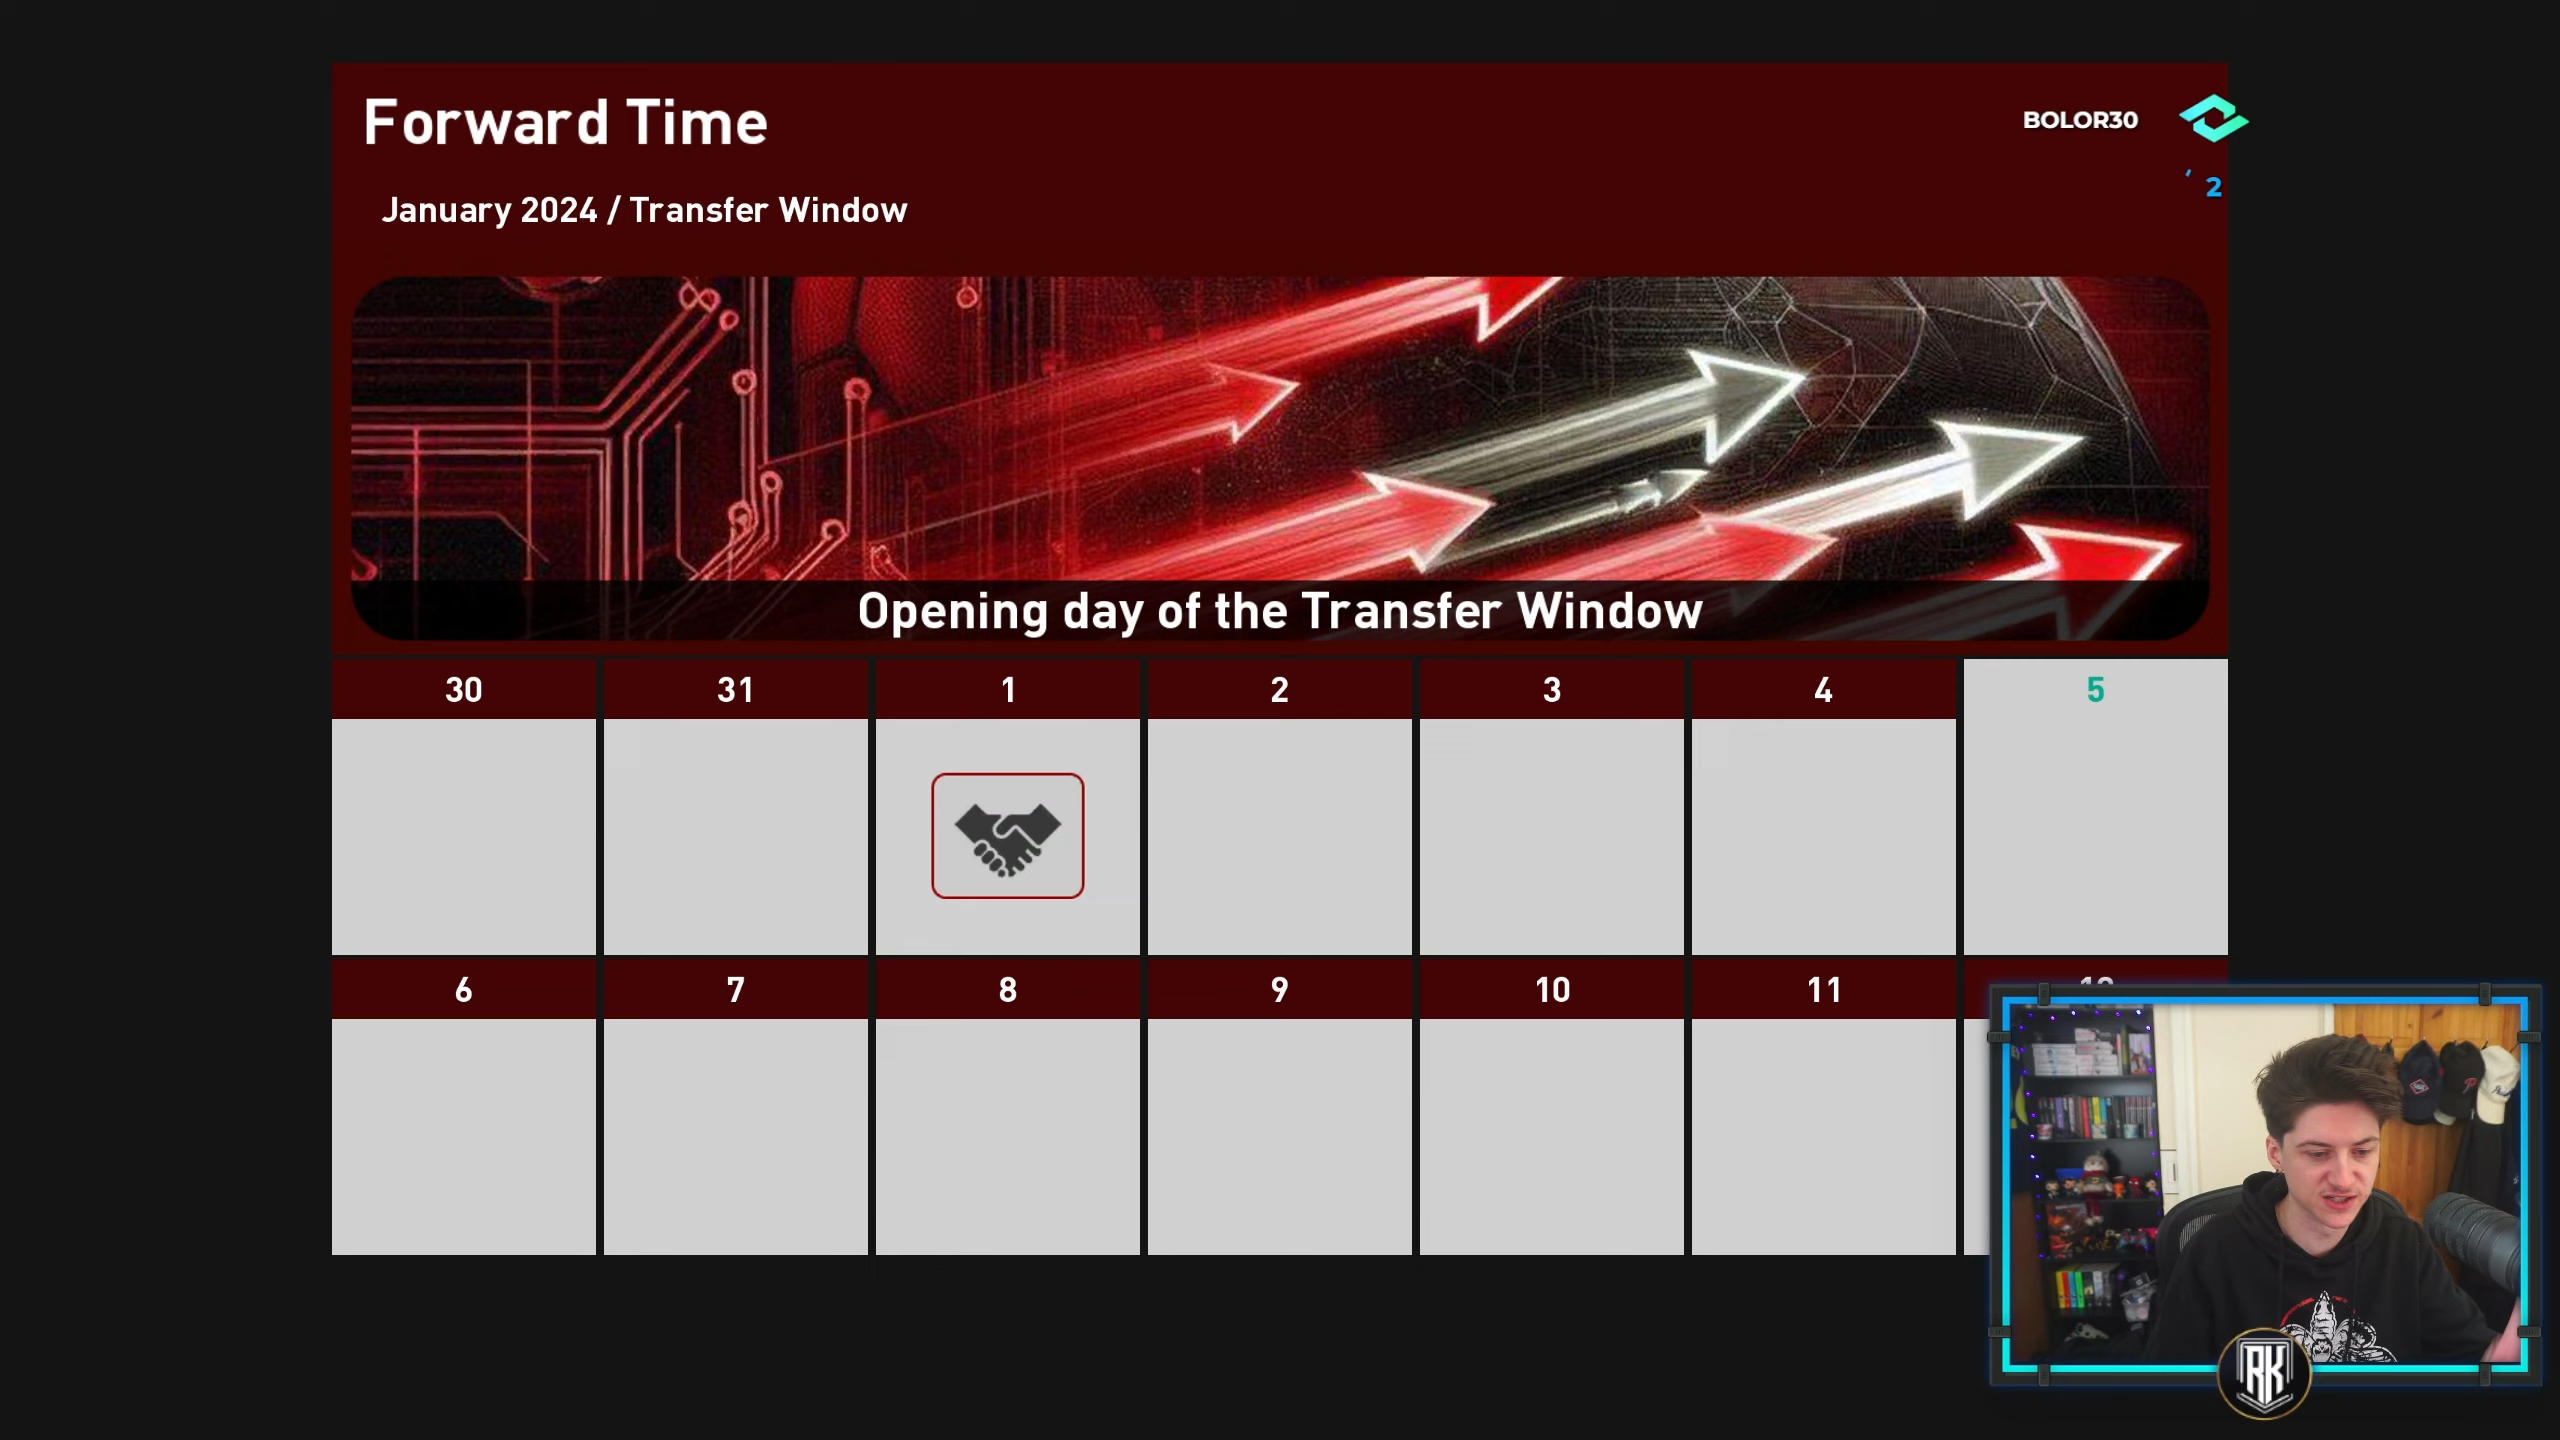 Forward Time
BOLOR30
2
January 2024 / Transfer Window
Opening day of the Transfer Window
30 31 1 2 3 4 5
6 7 8 9 10 11
RK